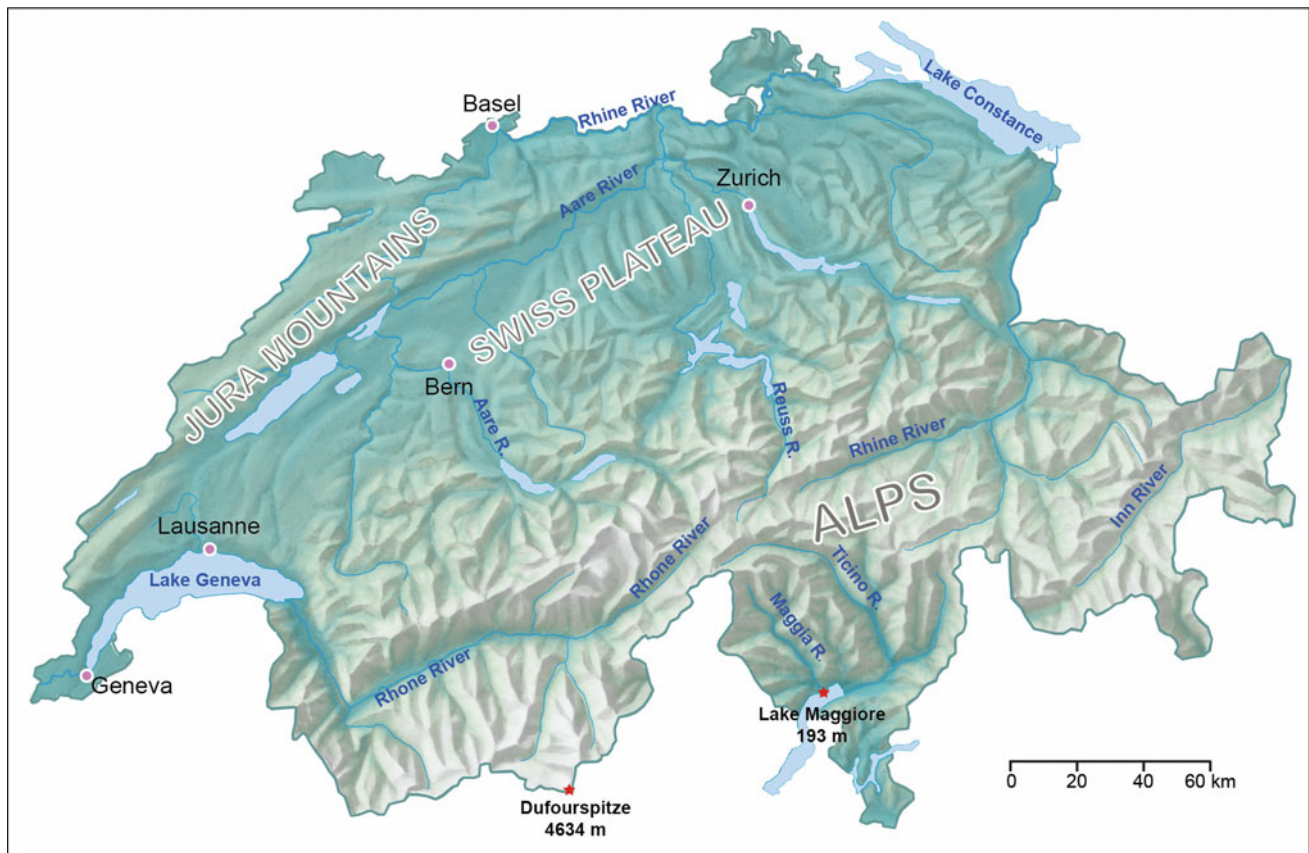 Lake Constance
Basel
Rhine River
Zurich
Aare River
JURA MOUNTAINS
SWISS PLATEAU
Bern
Aare R.
Reuss R.
Rhine River
ALPS
Inn River
Lausanne
Lake Geneva
Rhone River
Ticino R.
Maggia R.
Geneva
Rhone River
Lake Maggiore
193 m
0 20 40 60 km
Dufourspitze
4634 m